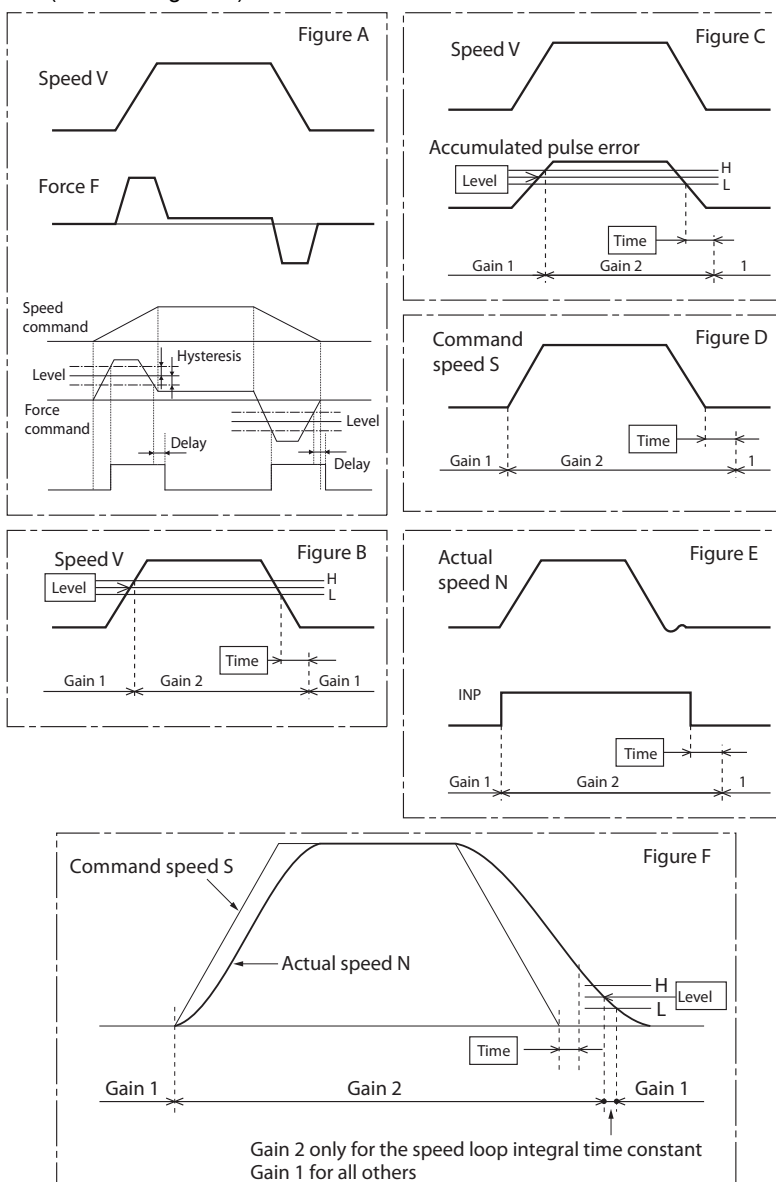 Figure A
Speed V
Force F
Speed
command
Hysteresis
Level
Force
command
Level
Delay
Delay
Figure B
Speed V
Level
H
L
Time
Gain 1
Gain 2
Gain 1
Figure C
Speed V
Accumulated pulse error
Level
H
L
Time
Gain 1
Gain 2
1
Figure D
Command
speed S
Time
Gain 1
Gain 2
1
Figure E
Actual
speed N
INP
Time
Gain 1
Gain 2
1
Figure F
Command speed S
Actual speed N
H
Level
L
Time
Gain 1
Gain 2
Gain 1
Gain 2 only for the speed loop integral time constant
Gain 1 for all others